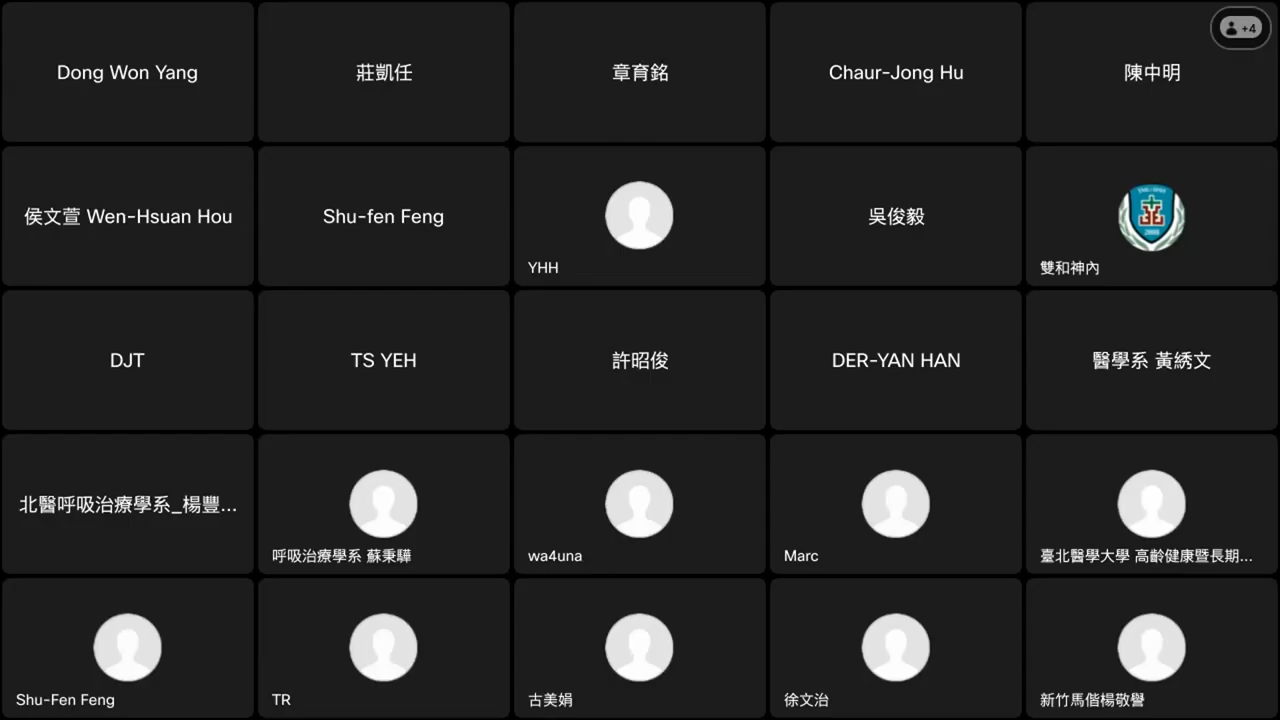 Dong Won Yang
莊凱任
章育銘
Chaur-Jong Hu
陳中明
+4
侯文萱 Wen-Hsuan Hou
Shu-fen Feng
YHH
吳俊毅
2008
雙和神內
DJT
TS YEH
許昭俊
DER-YAN HAN
醫學系 黃綉文
北醫呼吸治療學系_楊豐...
呼吸治療學系 蘇秉驊
wa4una
Marc
臺北醫學大學 高齡健康暨長期...
Shu-Fen Feng
TR
古美娟
徐文治
新竹馬偕楊敬譽